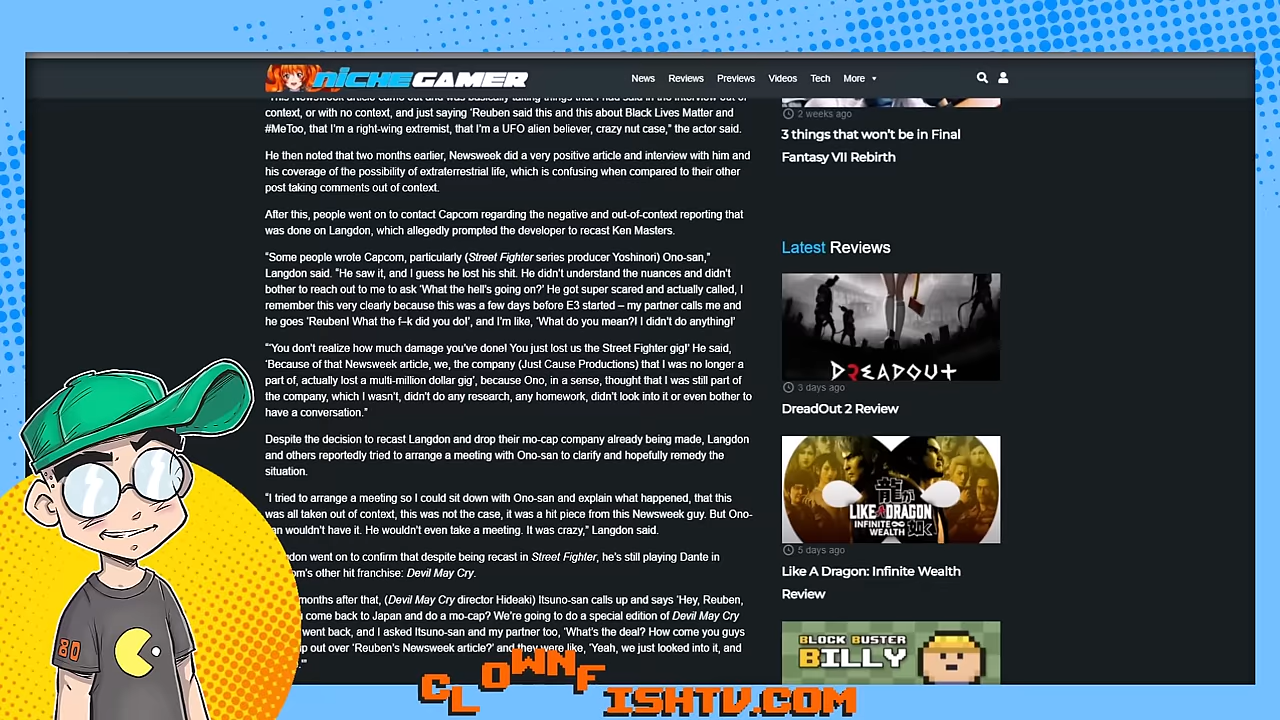 NICHEGAMER
News Reviews Previews Videos Tech More
context, or with no context, and just saying ‘Reuben said this and this about Black Lives Matter and
#MeToo, that I'm a right-wing extremist, that I'm a UFO alien believer, crazy nut case,” the actor said.
He then noted that two months earlier, Newsweek did a very positive article and interview with him and
his coverage of the possibility of extraterrestrial life, which is confusing when compared to their other
post taking comments out of context.
After this, people went on to contact Capcom regarding the negative and out-of-context reporting that
was done on Langdon, which allegedly prompted the developer to recast Ken Masters.
“Some people wrote Capcom, particularly (Street Fighter series producer Yoshinori) Ono-san,”
Langdon said. “He saw it, and I guess he lost his shit. He didn't understand the nuances and didn't
bother to reach out to me to ask ‘What the hell's going on?’ He got super scared and actually called, I
remember this very clearly because this was a few days before E3 started – my partner calls me and
he goes ‘Reuben! What the f–k did you do!’, and I'm like, ‘What do you mean?! I didn't do anything!’
“‘You don't realize how much damage you've done! You just lost us the Street Fighter gig!’ He said,
‘Because of that Newsweek article, we, the company (Just Cause Productions) that I was no longer a
part of, actually lost a multi-million dollar gig’, because Ono, in a sense, thought that I was still part of
the company, which I wasn't, didn't do any research, any homework, didn't look into it or even bother to
have a conversation.”
Despite the decision to recast Langdon and drop their mo-cap company already being made, Langdon
and others reportedly tried to arrange a meeting with Ono-san to clarify and hopefully remedy the
situation.
“I tried to arrange a meeting so I could sit down with Ono-san and explain what happened, that this
was all taken out of context, this was not the case, it was a hit piece from this Newsweek guy. But Ono-
an wouldn't have it. He wouldn't even take a meeting. It was crazy,” Langdon said.
don went on to confirm that despite being recast in Street Fighter, he's still playing Dante in
om's other hit franchise: Devil May Cry.
months after that, (Devil May Cry director Hideaki) Itsuno-san calls up and says ‘Hey, Reuben,
come back to Japan and do a mo-cap? We're going to do a special edition of Devil May Cry
went back, and I asked Itsuno-san and my partner too, ‘What's the deal? How come you guys
p out over ‘Reuben's Newsweek article?’ and they were like, ‘Yeah, we just looked into it, and
2 weeks ago
3 things that won't be in Final
Fantasy VII Rebirth
Latest Reviews
DREADOUT
3 days ago
DreadOut 2 Review
龍が如く
LIKE A DRAGON
INFINITE WEALTH
5 days ago
Like A Dragon: Infinite Wealth
Review
BLOCK BUSTER
BILLY
80
CLOWNFISHTV.COM